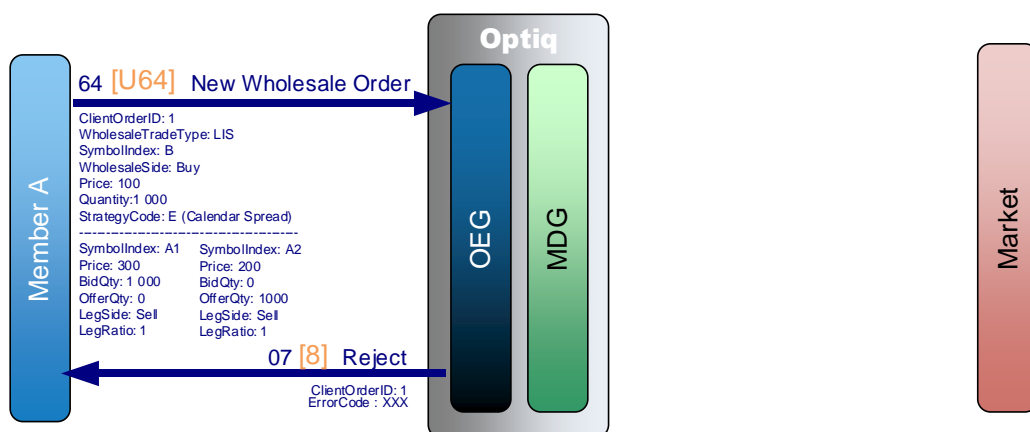 Optiq
64 [U64] New Wholesale Order
ClientOrderID: 1
WholesaleTradeType: LIS
SymbolIndex: B
WholesaleSide: Buy
Price: 100
Quantity:1 000
StrategyCode: E (Calendar Spread)
------------------------------------------
SymbolIndex: A1 SymbolIndex: A2
Price: 300 Price: 200
BidQty: 1 000 BidQty: 0
OfferQty: 0 OfferQty: 1000
LegSide: Sell LegSide: Sell
LegRatio: 1 LegRatio: 1
07 [8] Reject
ClientOrderID: 1
ErrorCode : XXX
Member A
OEG
MDG
Market